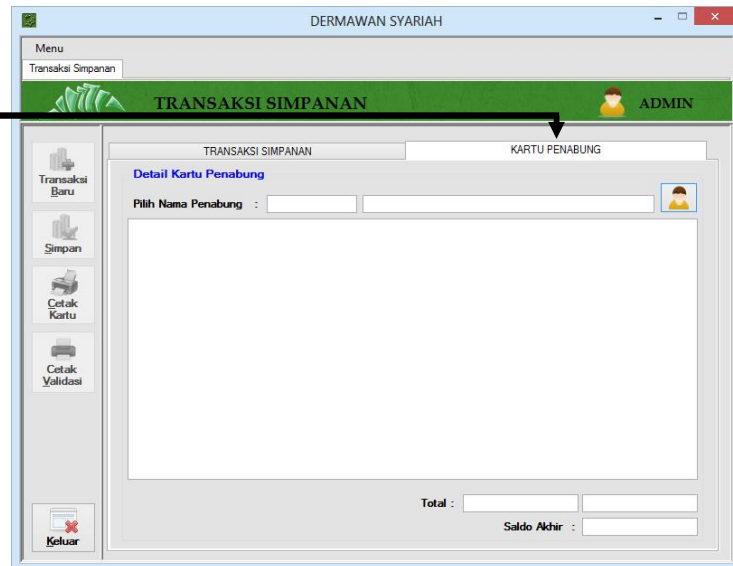 DERMAWAN SYARIAH
Menu
Transaksi Simpanan
TRANSAKSI SIMPANAN
ADMIN
TRANSAKSI SIMPANAN
KARTU PENABUNG
Transaksi
Baru
Simpan
Cetak
Kartu
Cetak
Validasi
Keluar
Detail Kartu Penabung
Pilih Nama Penabung :
Total :
Saldo Akhir :